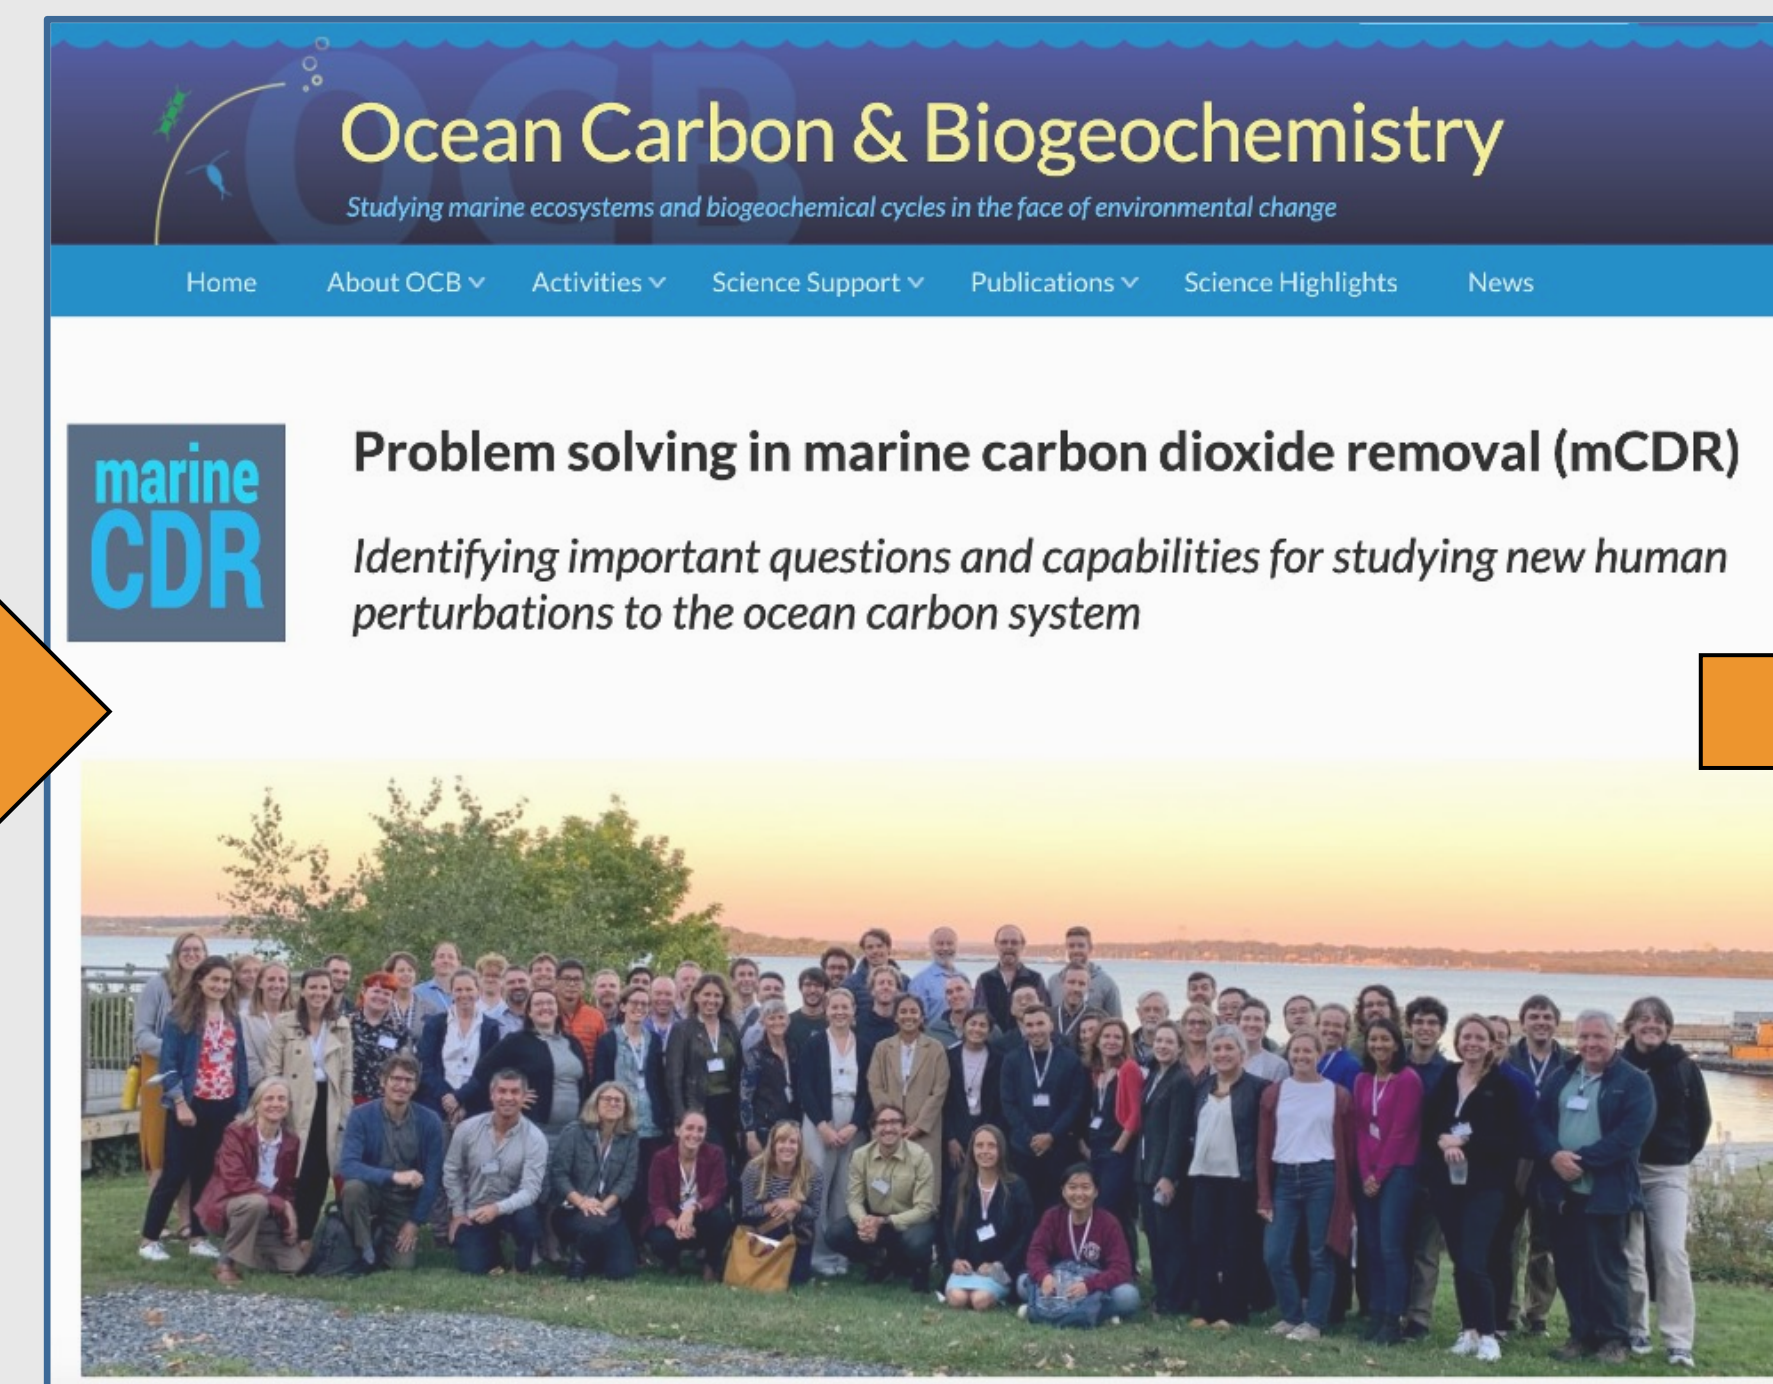 OCB
Ocean Carbon & Biogeochemistry
Studying marine ecosystems and biogeochemical cycles in the face of environmental change
Home About OCB Activities Science Support Publications Science Highlights News
marine
CDR
Problem solving in marine carbon dioxide removal (mCDR)
Identifying important questions and capabilities for studying new human
perturbations to the ocean carbon system